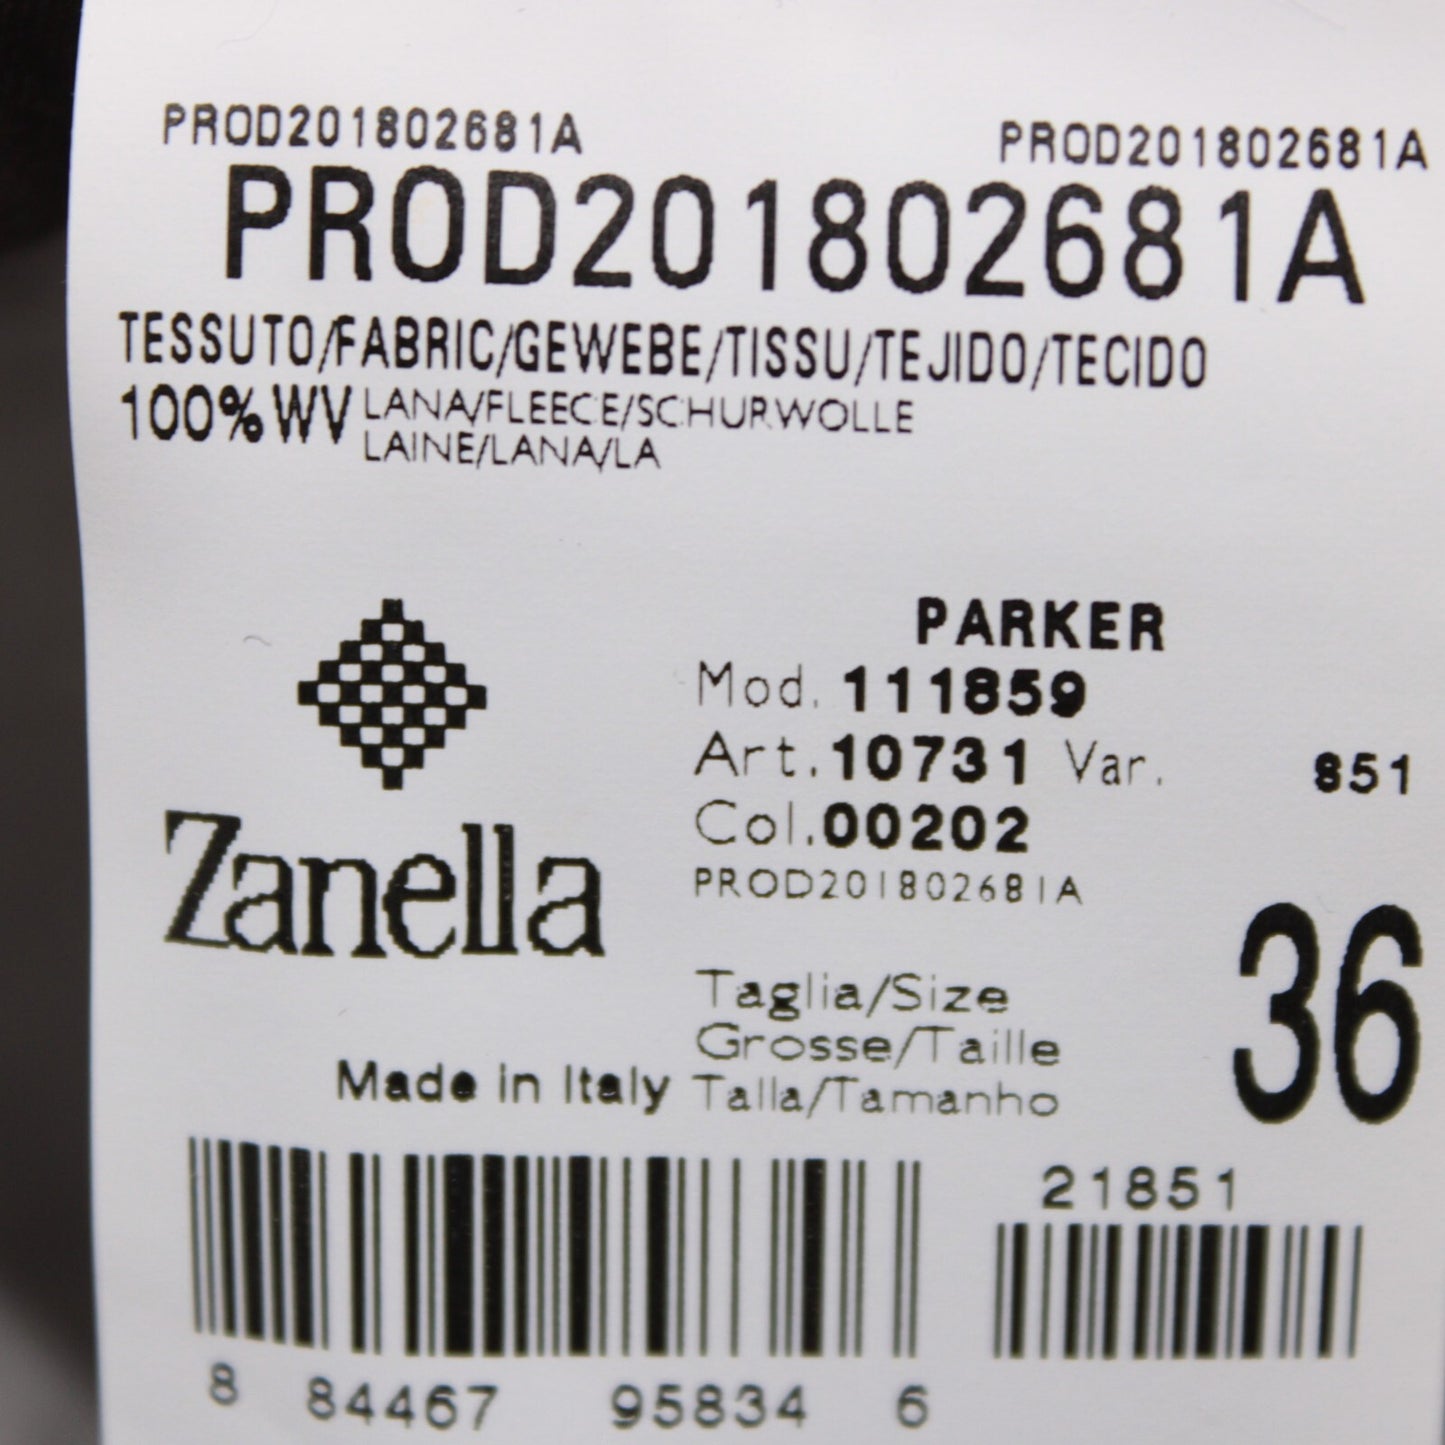 PROD201802681A PROD201802681A
PROD201802681A
TESSUTO/FABRIC/GEWEBE/TISSU/TEJIDO/TECIDO
100% WV LANA/FLEECE/SCHURWOLLE
LAINE/LANA/LA
PARKER
Mod. 111859
Art. 10731 Var. 851
Col. 00202
PROD201802681A
Zanella
36
Taglia/Size
Grosse/Taille
Talla/Tamanho
Made in Italy
21851
8 84467 95834 6